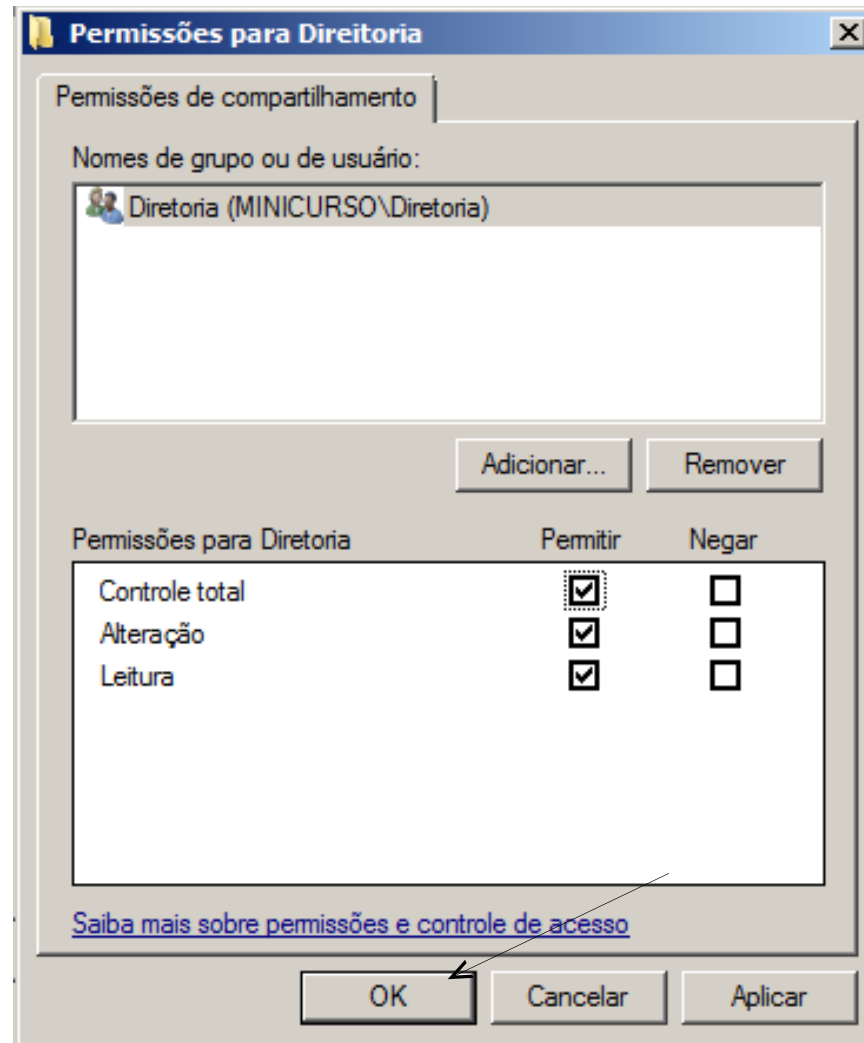 Permissões para Direitoria
Permissões de compartilhamento
Nomes de grupo ou de usuário:
Diretoria (MINICURSO\Diretoria)
Adicionar... Remover
Permissões para Diretoria Permitir Negar
Controle total
Alteração
Leitura
Saiba mais sobre permissões e controle de acesso
OK Cancelar Aplicar